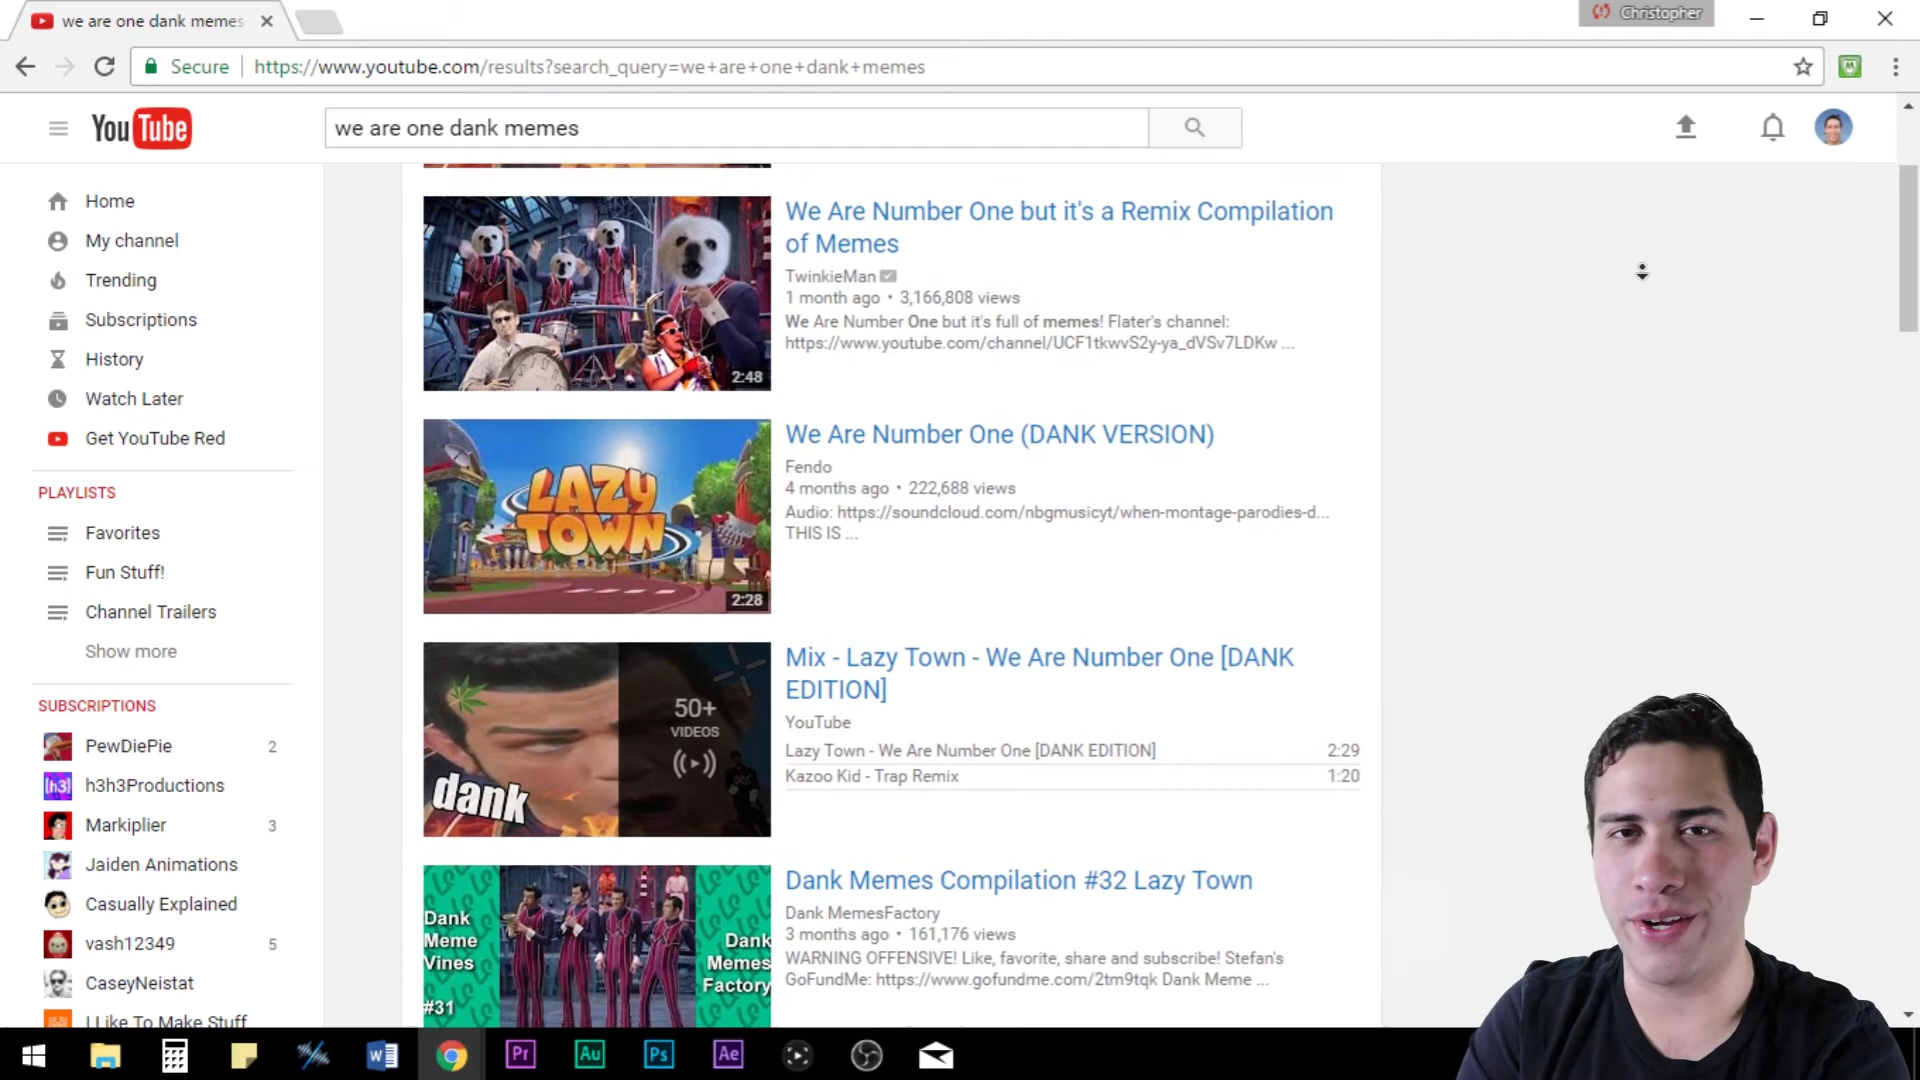 we are one dank memes
Christopher
Secure
https://www.youtube.com/results?search_query=we+are+one+dank+memes
YouTube
we are one dank memes
Home
My channel
Trending
Subscriptions
History
Watch Later
Get YouTube Red
PLAYLISTS
Favorites
Fun Stuff!
Channel Trailers
Show more
SUBSCRIPTIONS
PewDiePie 2
[h3] h3h3Productions
Markiplier 3
Jaiden Animations
Casually Explained
vash12349 5
CaseyNeistat
I Like To Make Stuff
2:48
We Are Number One but it's a Remix Compilation
of Memes
TwinkieMan
1 month ago • 3,166,808 views
We Are Number One but it's full of memes! Flater's channel:
https://www.youtube.com/channel/UCF1tkwvS2y-ya_dVSv7LDKw ...
LAZY
TOWN
2:28
We Are Number One (DANK VERSION)
Fendo
4 months ago • 222,688 views
Audio: https://soundcloud.com/nbgmusicyt/when-montage-parodies-d...
THIS IS ...
dank
50+
VIDEOS
Mix - Lazy Town - We Are Number One [DANK
EDITION]
YouTube
Lazy Town - We Are Number One [DANK EDITION] 2:29
Kazoo Kid - Trap Remix 1:20
Dank
Meme
Vines
#31
Dank
Memes
Factory
Dank Memes Compilation #32 Lazy Town
Dank MemesFactory
3 months ago • 161,176 views
WARNING OFFENSIVE! Like, favorite, share and subscribe! Stefan's
GoFundMe: https://www.gofundme.com/2tm9tqk Dank Meme ...
Pr
Au
Ps
Ae